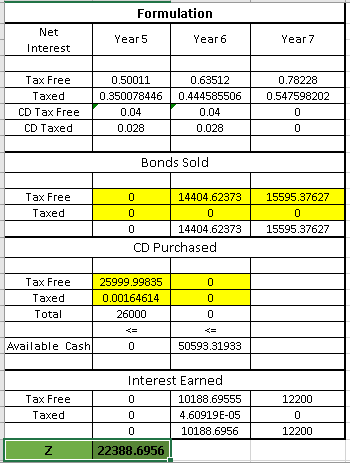 Formulation
Net Interest Year 5 Year 6 Year 7
Tax Free 0.50011 0.63512 0.78228
Taxed 0.350078446 0.444585506 0.547598202
CD Tax Free 0.04 0.04 0
CD Taxed 0.028 0.028 0
Bonds Sold
Tax Free 0 14404.62373 15595.37627
Taxed 0 0 0
0 14404.62373 15595.37627
CD Purchased
Tax Free 25999.99835 0
Taxed 0.00164614 0
Total 26000 0
<= <=
Available Cash 0 50593.31933
Interest Earned
Tax Free 0 10188.69555 12200
Taxed 0 4.60919E-05 0
0 10188.6956 12200
Z 22388.6956